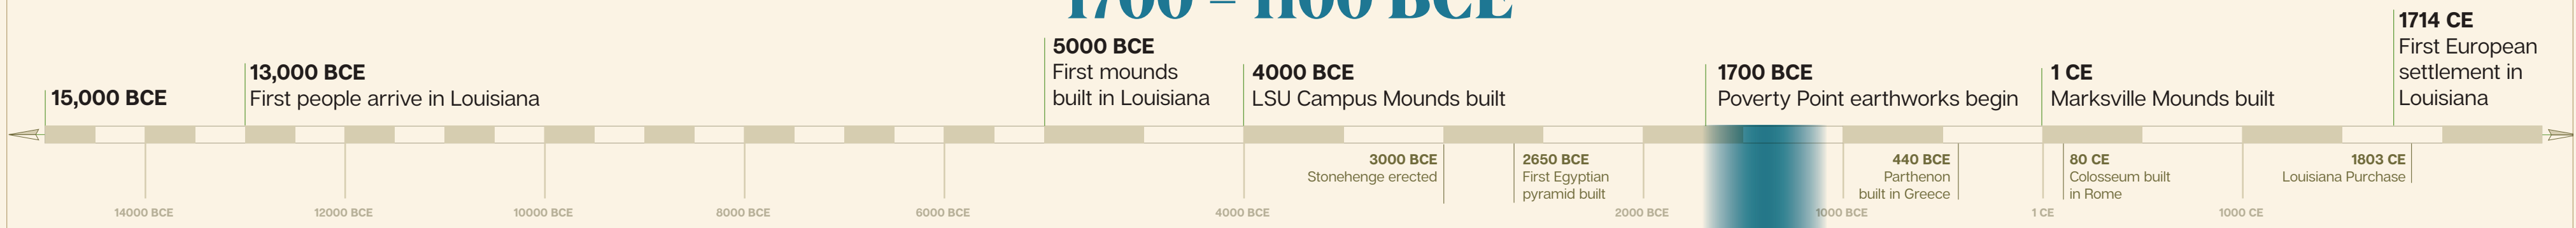 1700 – 1100 BCE
15,000 BCE
13,000 BCE
First people arrive in Louisiana
5000 BCE
First mounds
built in Louisiana
4000 BCE
LSU Campus Mounds built
1700 BCE
Poverty Point earthworks begin
1 CE
Marksville Mounds built
1714 CE
First European
settlement in
Louisiana
3000 BCE
Stonehenge erected
2650 BCE
First Egyptian
pyramid built
440 BCE
Parthenon
built in Greece
80 CE
Colosseum built
in Rome
1803 CE
Louisiana Purchase
14000 BCE
12000 BCE
10000 BCE
8000 BCE
6000 BCE
4000 BCE
2000 BCE
1000 BCE
1 CE
1000 CE